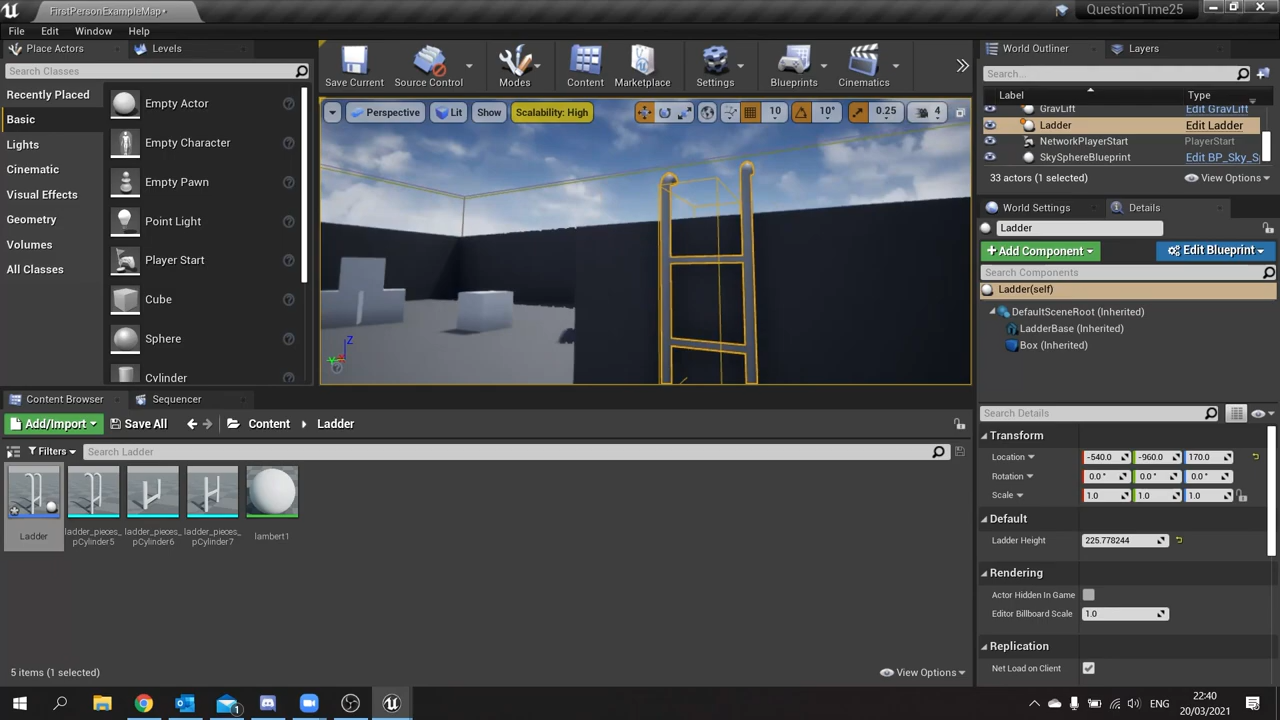 FirstPersonExampleMap*
QuestionTime25
File Edit Window Help
Place Actors Levels
Search Classes
Recently Placed
Basic
Lights
Cinematic
Visual Effects
Geometry
Volumes
All Classes
Empty Actor
Empty Character
Empty Pawn
Point Light
Player Start
Cube
Sphere
Cylinder
Save Current Source Control Modes Content Marketplace Settings Blueprints Cinematics
Perspective Lit Show Scalability: High 10 10° 0.25 4
Z
Y
World Outliner Layers
Search...
Label Type
GravLift Edit GravLift
Ladder Edit Ladder
NetworkPlayerStart PlayerStart
SkySphereBlueprint Edit BP_Sky_S
33 actors (1 selected) View Options
World Settings Details
Ladder
Add Component Edit Blueprint
Search Components
Ladder(self)
DefaultSceneRoot (Inherited)
LadderBase (Inherited)
Box (Inherited)
Search Details
Transform
Location -540.0 -960.0 170.0
Rotation 0.0 ° 0.0 ° 0.0 °
Scale 1.0 1.0 1.0
Default
Ladder Height 225.778244
Rendering
Actor Hidden In Game
Editor Billboard Scale 1.0
Replication
Net Load on Client
Content Browser Sequencer
Add/Import Save All Content Ladder
Filters Search Ladder
Ladder
ladder_pieces_
pCylinder5
ladder_pieces_
pCylinder6
ladder_pieces_
pCylinder7
lambert1
5 items (1 selected) View Options
1
ENG
22:40
20/03/2021